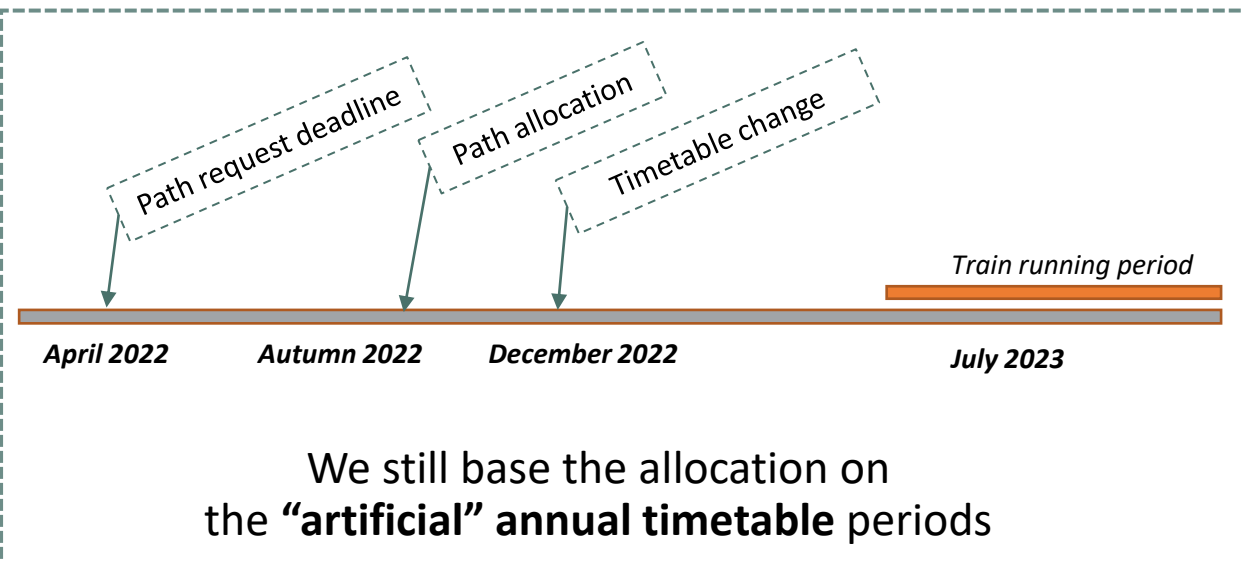 Path request deadline
Path allocation
Timetable change
Train running period
April 2022
Autumn 2022
December 2022
July 2023
We still base the allocation on
the “artificial” annual timetable periods